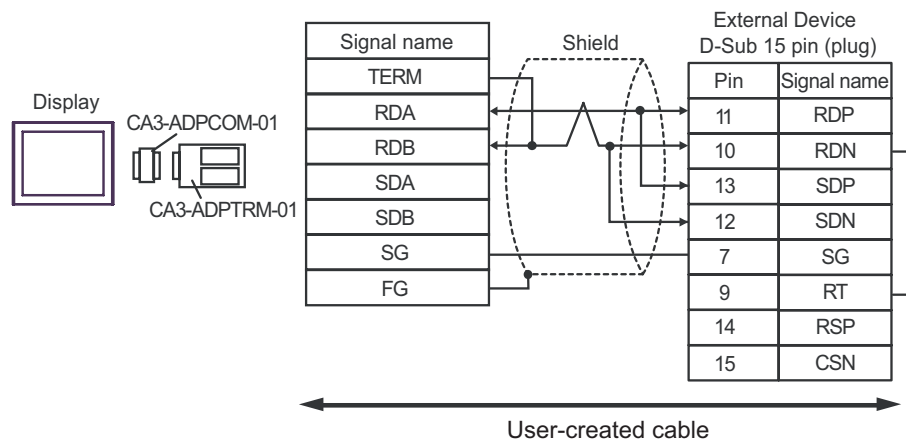 External Device
D-Sub 15 pin (plug)
Signal name
Shield
Pin Signal name
TERM
Display
RDA
11 RDP
CA3-ADPCOM-01
RDB
10 RDN
SDA
13 SDP
CA3-ADPTRM-01
SDB
12 SDN
SG
7 SG
FG
9 RT
14 RSP
15 CSN
User-created cable